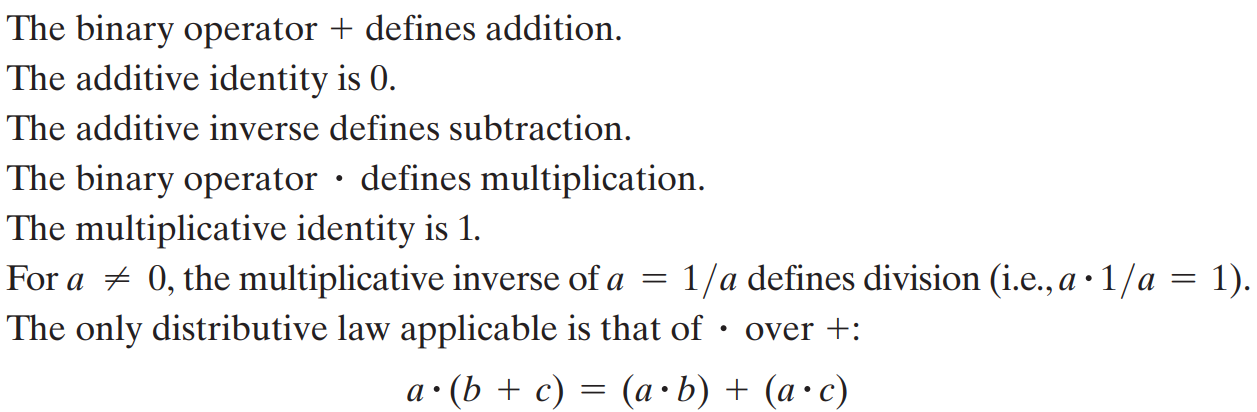 The binary operator + defines addition.
The additive identity is 0.
The additive inverse defines subtraction.
The binary operator · defines multiplication.
The multiplicative identity is 1.
For a ≠ 0, the multiplicative inverse of a = 1/a defines division (i.e., a · 1/a = 1).
The only distributive law applicable is that of · over +:
a · (b + c) = (a · b) + (a · c)